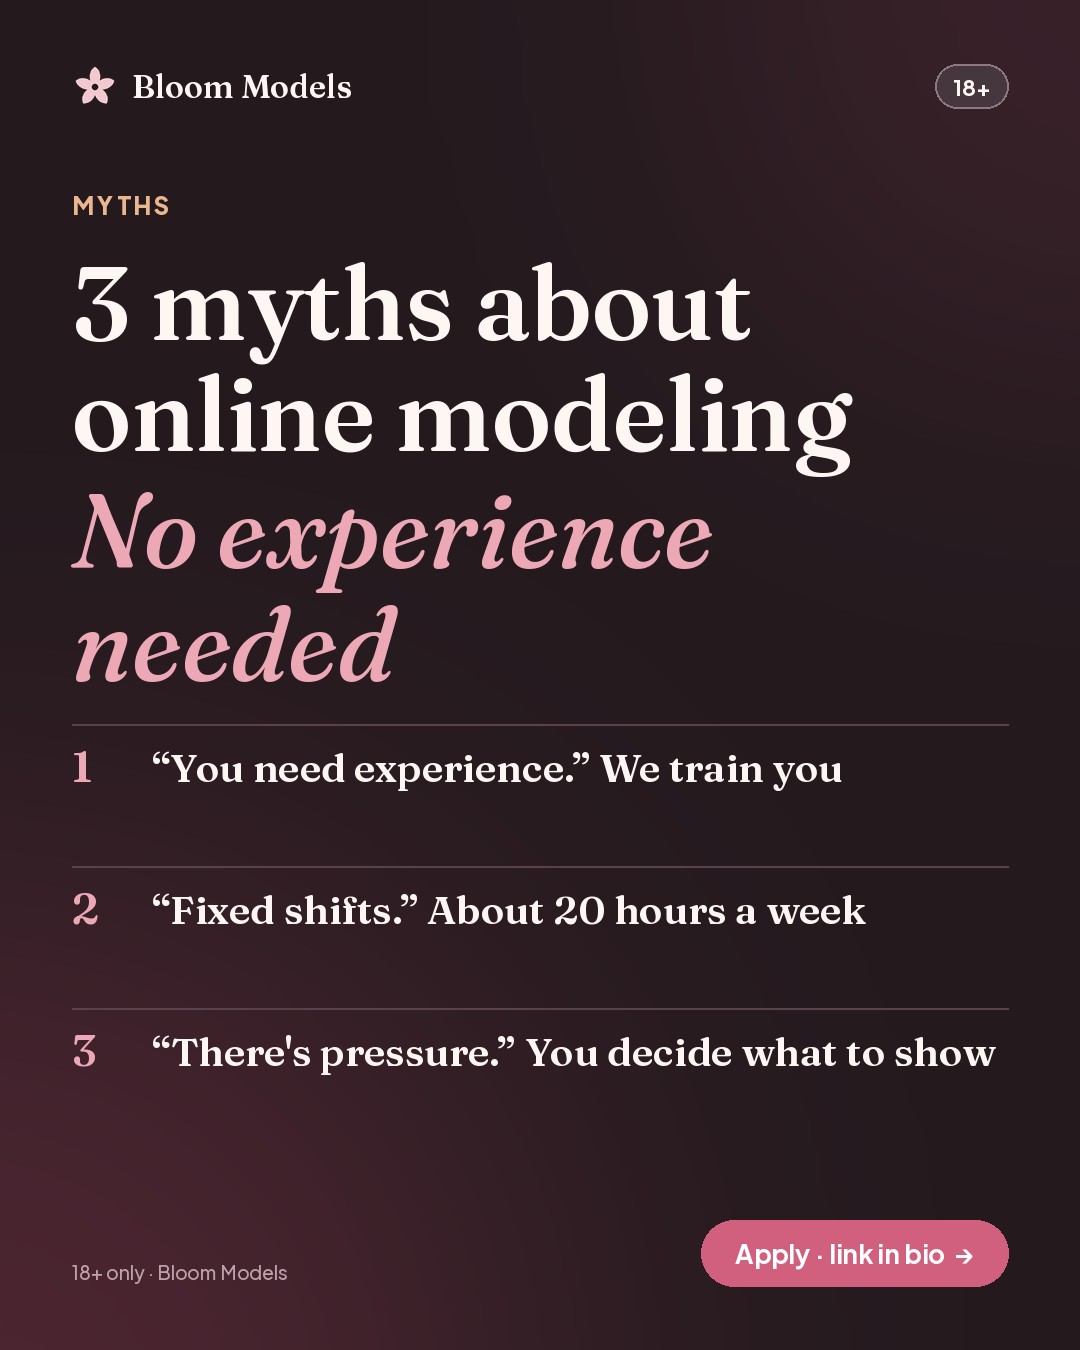 Bloom Models
18+
MYTHS
3 myths about
online modeling
No experience
needed
1 “You need experience.” We train you
2 “Fixed shifts.” About 20 hours a week
3 “There's pressure.” You decide what to show
18+ only · Bloom Models
Apply · link in bio →